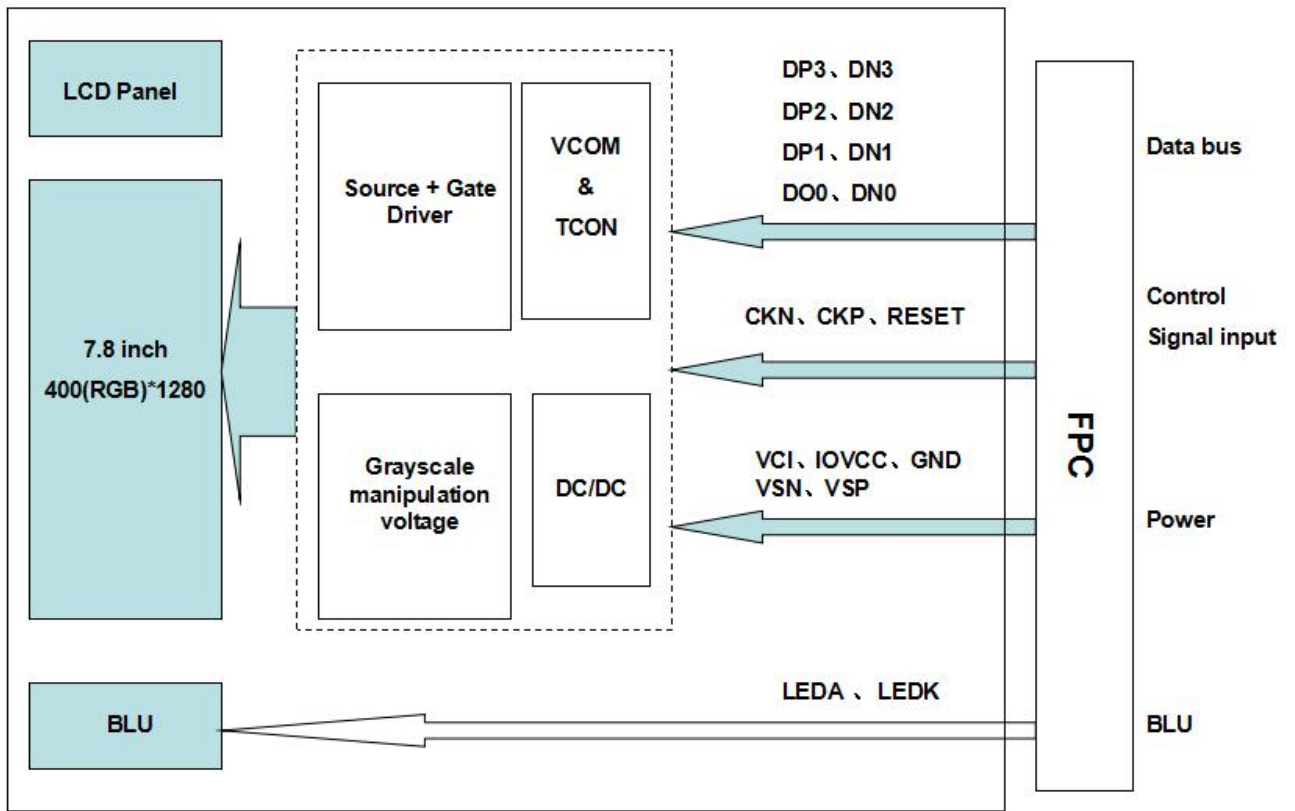 LCD Panel
7.8 inch
400(RGB)*1280
BLU
Source + Gate
Driver
VCOM
&
TCON
Grayscale
manipulation
voltage
DC/DC
DP3、DN3
DP2、DN2
DP1、DN1
DO0、DN0
CKN、CKP、RESET
VCI、IOVCC、GND
VSN、VSP
LEDA 、 LEDK
FPC
Data bus
Control
Signal input
Power
BLU